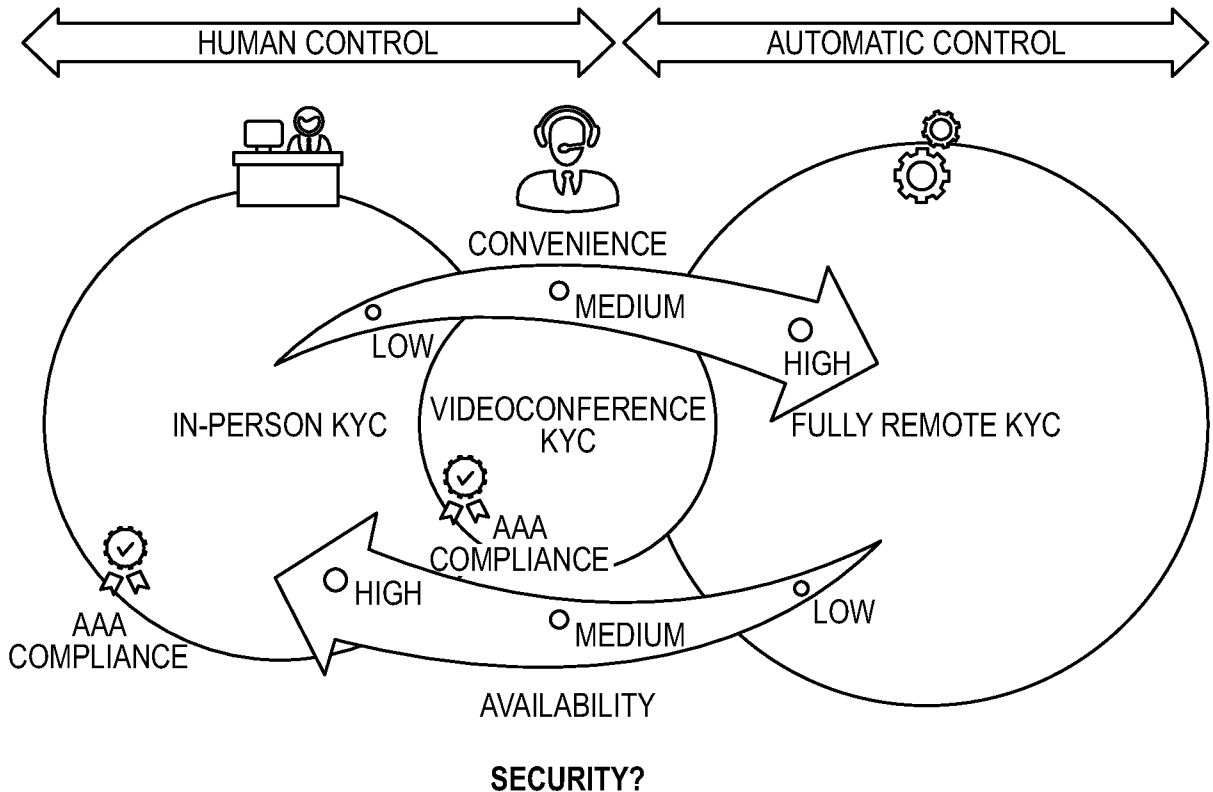 HUMAN CONTROL
AUTOMATIC CONTROL
CONVENIENCE
LOW
MEDIUM
HIGH
IN-PERSON KYC
VIDEOCONFERENCE
KYC
FULLY REMOTE KYC
AAA
COMPLIANCE
AAA
COMPLIANCE
HIGH
MEDIUM
LOW
AVAILABILITY
SECURITY?